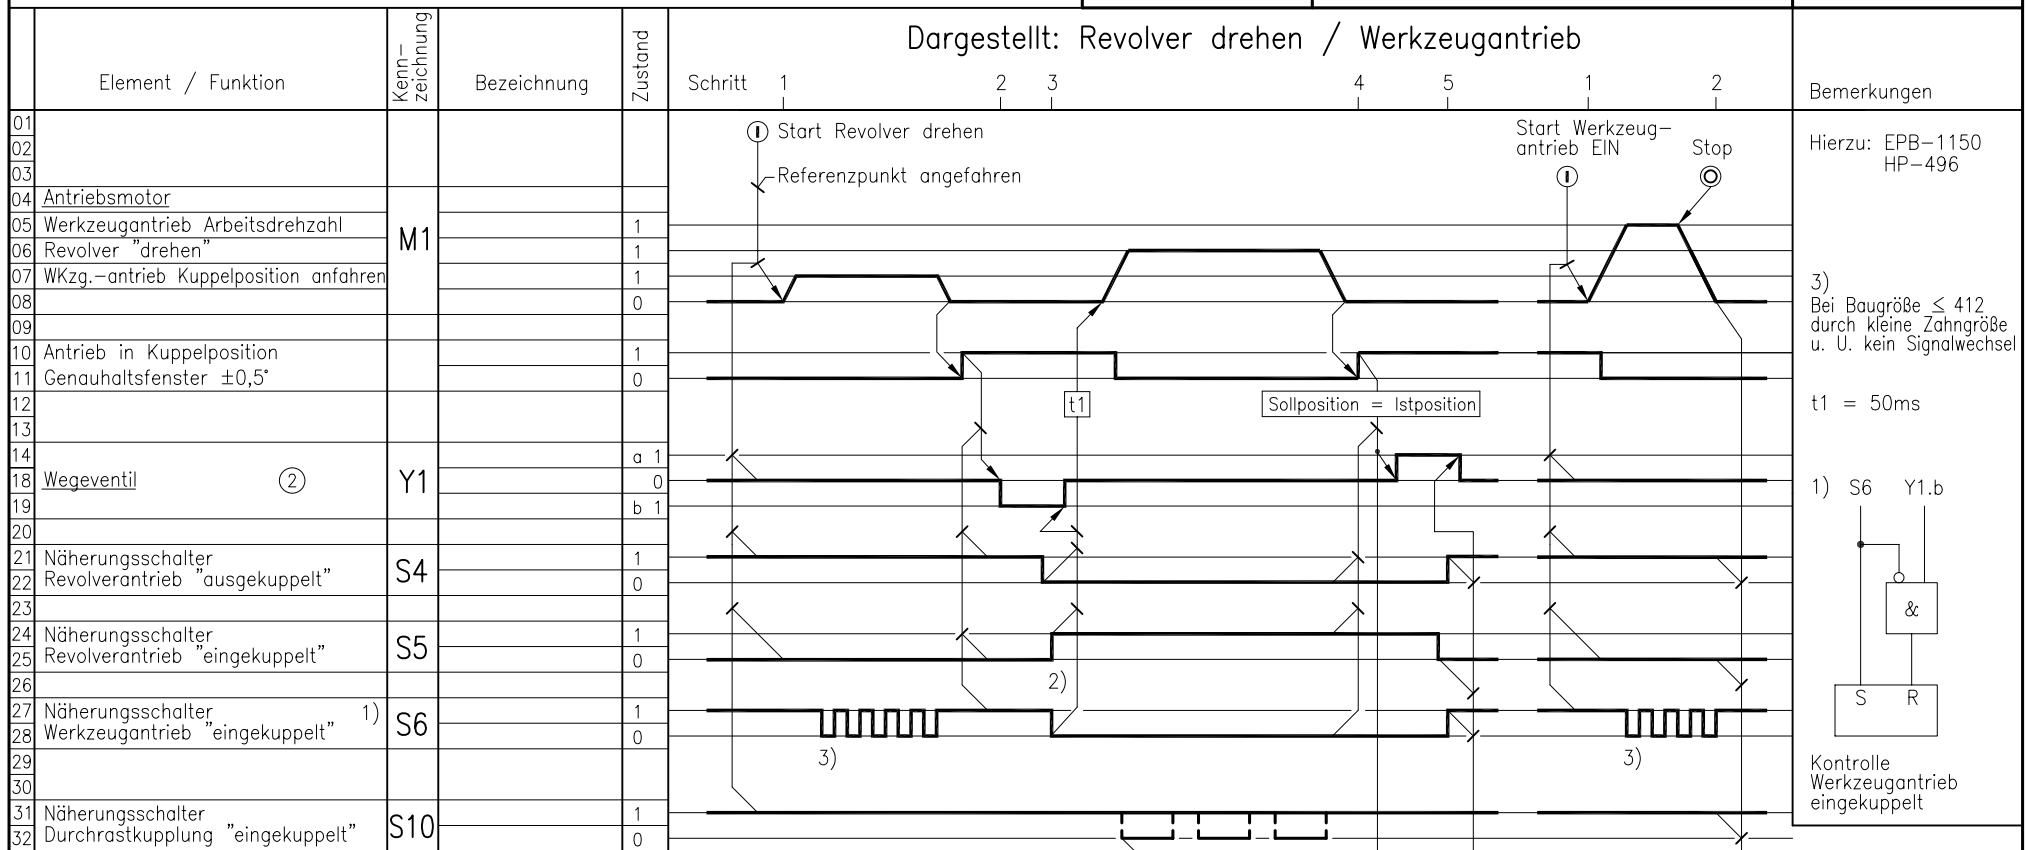 Dargestellt: Revolver drehen / Werkzeugantrieb
Element / Funktion
Kenn-
zeichnung
Bezeichnung
Zustand
Schritt 1 2 3 4 5 1 2
Bemerkungen
01
02
03
04 Antriebsmotor
05 Werkzeugantrieb Arbeitsdrehzahl 1
06 Revolver "drehen" 1
07 WKzg.-antrieb Kuppelposition anfahren 1
08 0
M1
09
10 Antrieb in Kuppelposition 1
11 Genauhaltsfenster ±0,5° 0
12
13
14 a 1
18 Wegeventil 2 Y1 0
19 b 1
20
21 Näherungsschalter 1
22 Revolverantrieb "ausgekuppelt" 0
S4
23
24 Näherungsschalter 1
25 Revolverantrieb "eingekuppelt" 0
S5
26
27 Näherungsschalter 1) 1
28 Werkzeugantrieb "eingekuppelt" 0
S6
29
30
31 Näherungsschalter 1
32 Durchrastkupplung "eingekuppelt" 0
S10
I Start Revolver drehen
Referenzpunkt angefahren
Start Werkzeug-
antrieb EIN
I
Stop
t1
Sollposition = Istposition
2)
3)
3)
Hierzu: EPB-1150
HP-496
3)
Bei Baugröße ≤ 412
durch kleine Zahngröße
u. U. kein Signalwechsel
t1 = 50ms
1) S6 Y1.b
&
S R
Kontrolle
Werkzeugantrieb
eingekuppelt